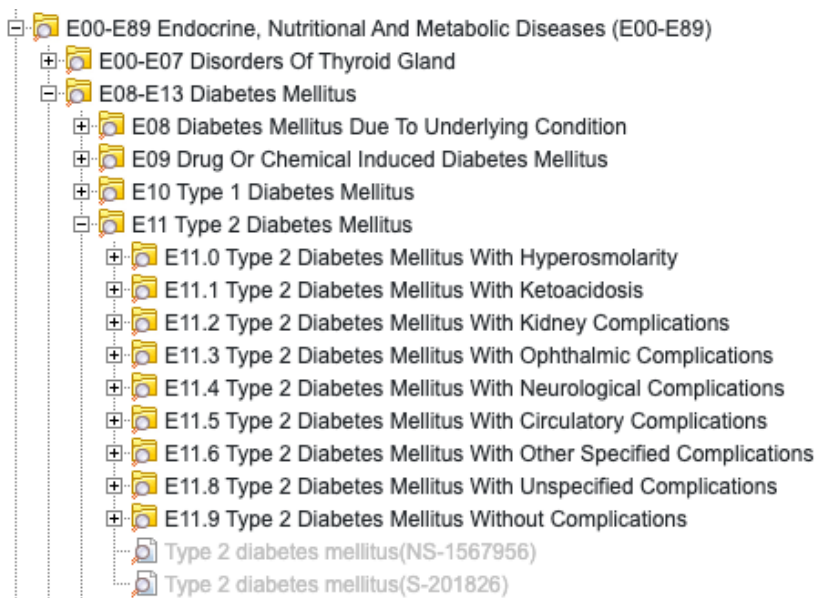 E00-E89 Endocrine, Nutritional And Metabolic Diseases (E00-E89)
E00-E07 Disorders Of Thyroid Gland
E08-E13 Diabetes Mellitus
E08 Diabetes Mellitus Due To Underlying Condition
E09 Drug Or Chemical Induced Diabetes Mellitus
E10 Type 1 Diabetes Mellitus
E11 Type 2 Diabetes Mellitus
E11.0 Type 2 Diabetes Mellitus With Hyperosmolarity
E11.1 Type 2 Diabetes Mellitus With Ketoacidosis
E11.2 Type 2 Diabetes Mellitus With Kidney Complications
E11.3 Type 2 Diabetes Mellitus With Ophthalmic Complications
E11.4 Type 2 Diabetes Mellitus With Neurological Complications
E11.5 Type 2 Diabetes Mellitus With Circulatory Complications
E11.6 Type 2 Diabetes Mellitus With Other Specified Complications
E11.8 Type 2 Diabetes Mellitus With Unspecified Complications
E11.9 Type 2 Diabetes Mellitus Without Complications
Type 2 diabetes mellitus(NS-1567956)
Type 2 diabetes mellitus(S-201826)